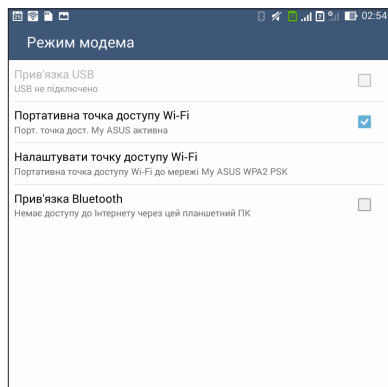 02:54
Режим модема
Прив'язка USB
USB не підключено
Портативна точка доступу Wi-Fi
Порт. точка дост. My ASUS активна
Налаштувати точку доступу Wi-Fi
Портативна точка доступу Wi-Fi до мережі My ASUS WPA2 PSK
Прив'язка Bluetooth
Немає доступу до Інтернету через цей планшетний ПК